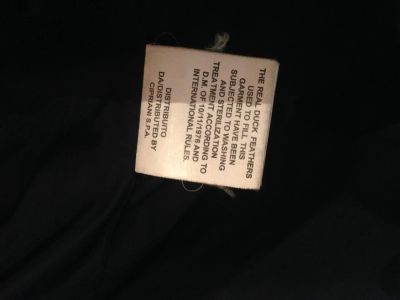 THE REAL DUCK FEATHERS
USED TO FILL THIS
GARMENT HAVE BEEN
SUBJECTED TO WASHING
AND STERILIZATION
TREATMENT ACCORDING TO
D.M. OF 10/11/1976 AND
INTERNATIONAL RULES.
DISTRIBUITO
DA/DISTRIBUTED BY
CIPRIANI S.P.A.